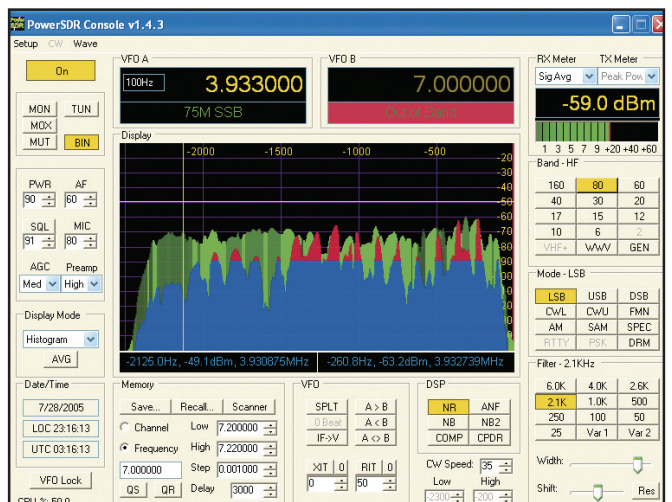 PowerSDR Console v1.4.3
Setup CW Wave
On
MON TUN
MOX
MUT BIN
PWR AF
90 60
SQL MIC
91 80
AGC Preamp
Med High
Display Mode
Histogram
AVG
Date/Time
7/28/2005
LOC 23:16:13
UTC 03:16:13
VFO Lock
VFO A
100Hz 3.933000
75M SSB
VFO B
7.000000
Out of Band
Display
-2000 -1500 -1000 -500
-20
-30
-40
-50
-60
-70
-80
-90
-2125.0Hz, -49.1dBm, 3.930875MHz
-260.8Hz, -63.2dBm, 3.932739MHz
Memory
Save... Recall... Scanner
Channel Low 7.200000
Frequency High 7.220000
7.000000 Step 0.001000
QS QR Delay 3000
VFO
SPLT A > B
0 Beat A < B
IF->V A <> B
XIT 0 RIT 0
0 50
DSP
NR ANF
NB NB2
COMP CPDR
CW Speed: 35
Low High
-2300 -200
RX Meter TX Meter
Sig Avg Peak Pow
-59.0 dBm
1 3 5 7 9 +20 +40 +60
Band - HF
160 80 60
40 30 20
17 15 12
10 6 2
VHF+ WWV GEN
Mode - LSB
LSB USB DSB
CWL CWU FMN
AM SAM SPEC
RTTY PSK DRM
Filter - 2.1KHz
6.0K 4.0K 2.6K
2.1K 1.0K 500
250 100 50
25 Var 1 Var 2
Width:
Shift: Res